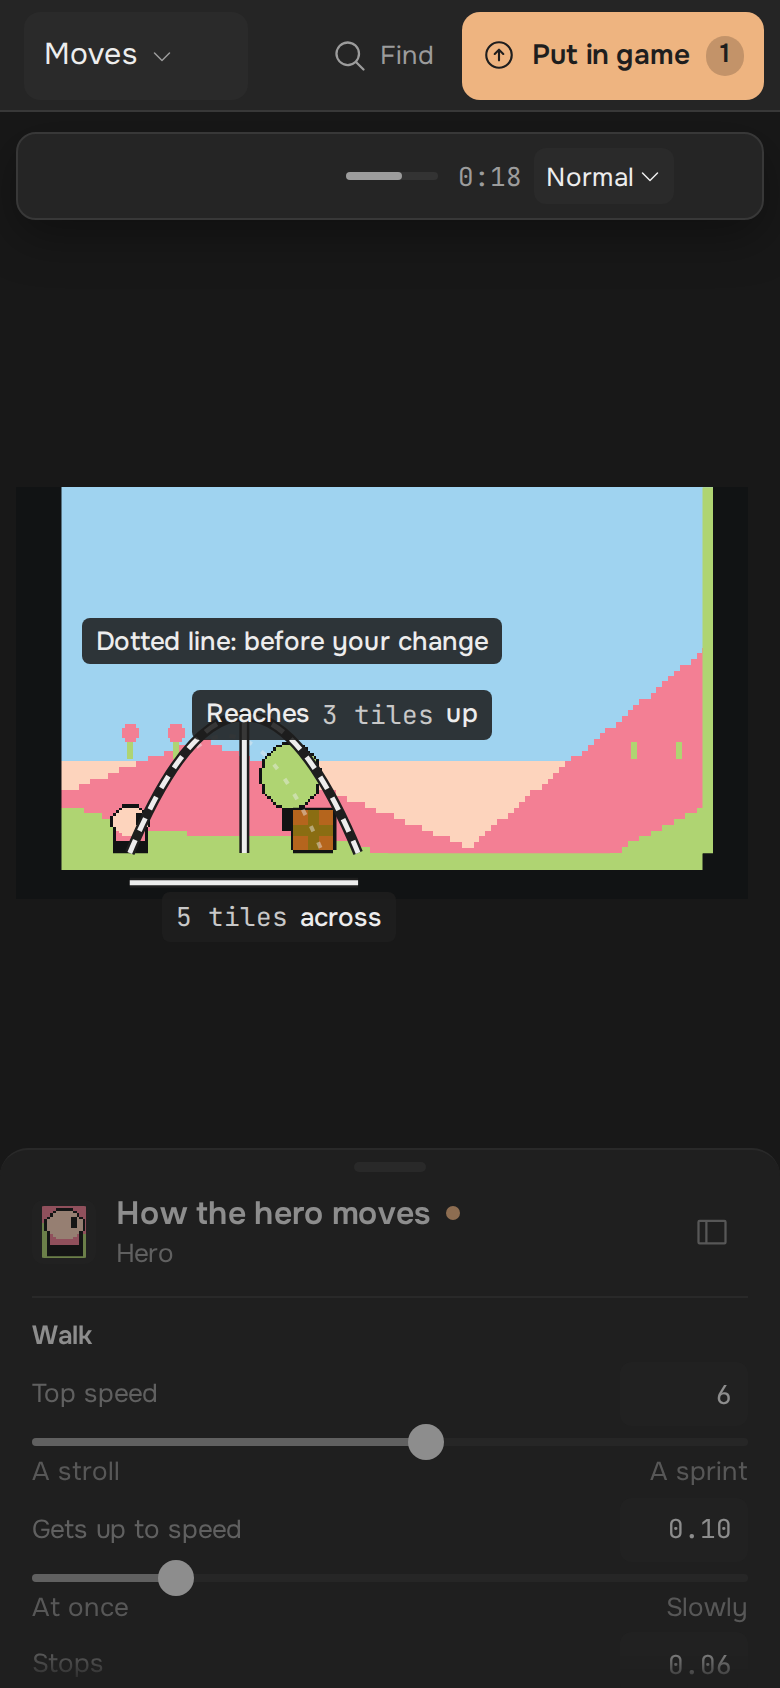 Moves
Find
Put in game 1
0:18 Normal
Dotted line: before your change
Reaches 3 tiles up
5 tiles across
How the hero moves
Hero
Walk
Top speed 6
A stroll A sprint
Gets up to speed 0.10
At once Slowly
Stops 0.06